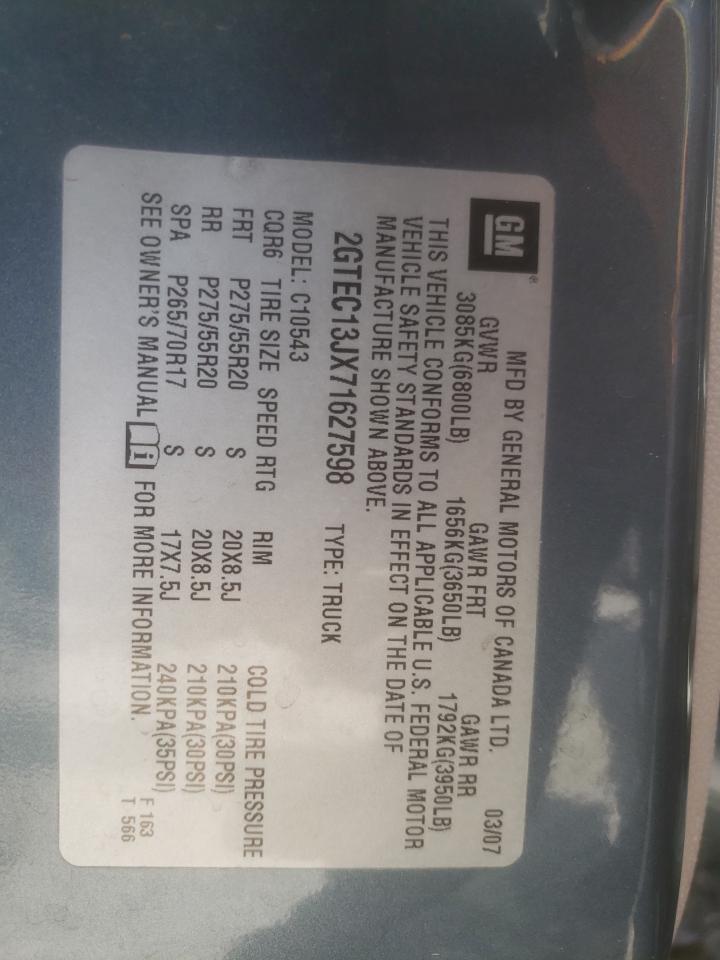 GM®
MFD BY GENERAL MOTORS OF CANADA LTD. 03/07
GVWR GAWR FRT GAWR RR
3085KG(6800LB) 1656KG(3650LB) 1792KG(3950LB)
THIS VEHICLE CONFORMS TO ALL APPLICABLE U.S. FEDERAL MOTOR
VEHICLE SAFETY STANDARDS IN EFFECT ON THE DATE OF
MANUFACTURE SHOWN ABOVE.
2GTEC13JX71627598 TYPE: TRUCK
MODEL: C10543
CQR6 TIRE SIZE SPEED RTG RIM COLD TIRE PRESSURE
FRT P275/55R20 S 20X8.5J 210KPA(30PSI)
RR P275/55R20 S 20X8.5J 210KPA(30PSI)
SPA P265/70R17 S 17X7.5J 240KPA(35PSI)
SEE OWNER'S MANUAL i FOR MORE INFORMATION.
F 163
T 566